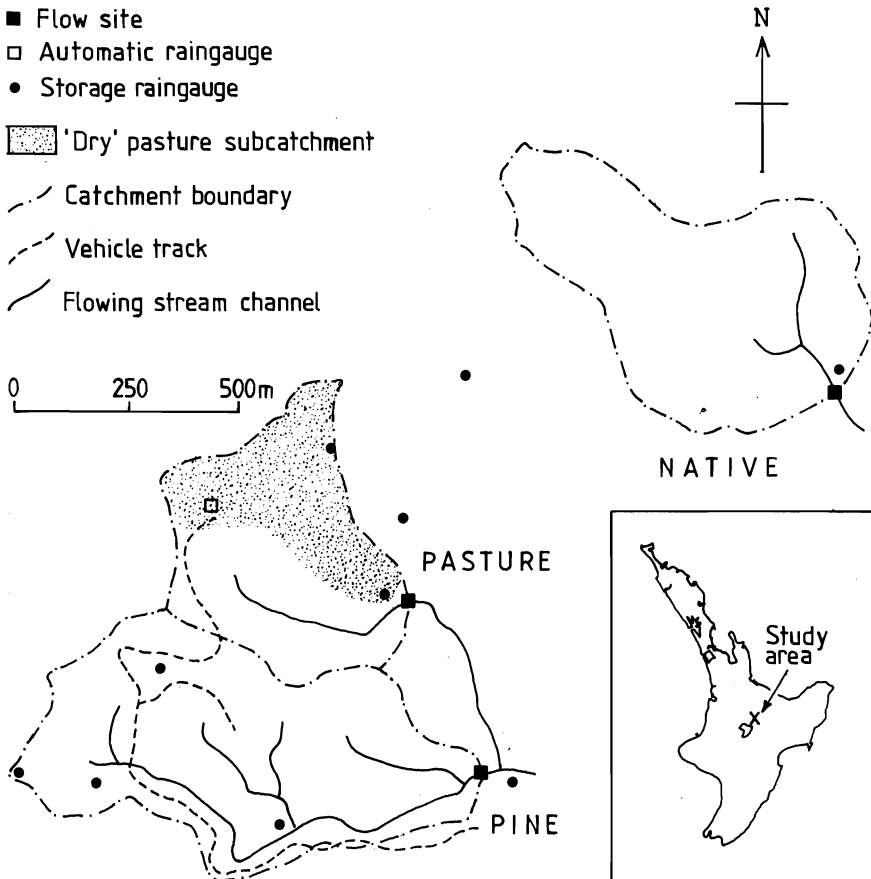 Flow site
Automatic raingauge
Storage raingauge
'Dry' pasture subcatchment
Catchment boundary
Vehicle track
Flowing stream channel
N
0 250 500m
NATIVE
PASTURE
Study
area
PINE